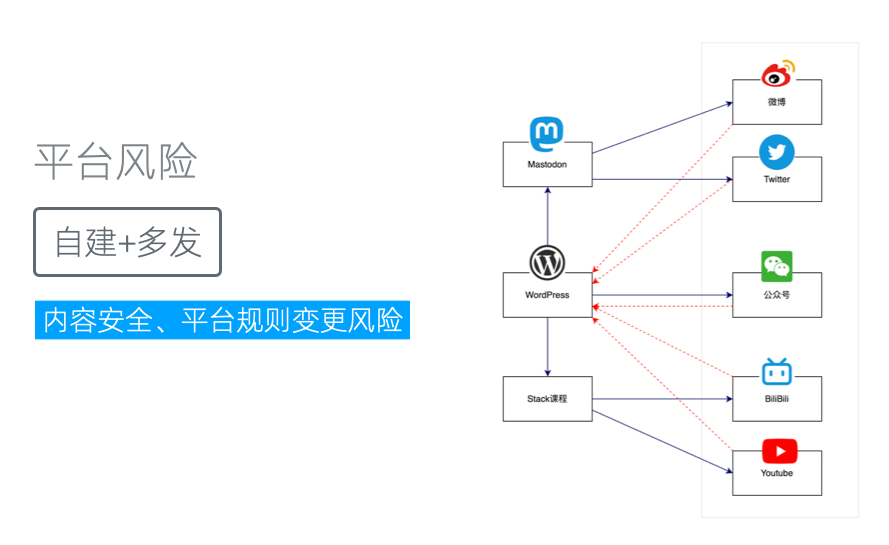 平台风险
自建+多发
内容安全、平台规则变更风险
微博
Mastodon
Twitter
WordPress
公众号
Stack课程
BiliBili
Youtube